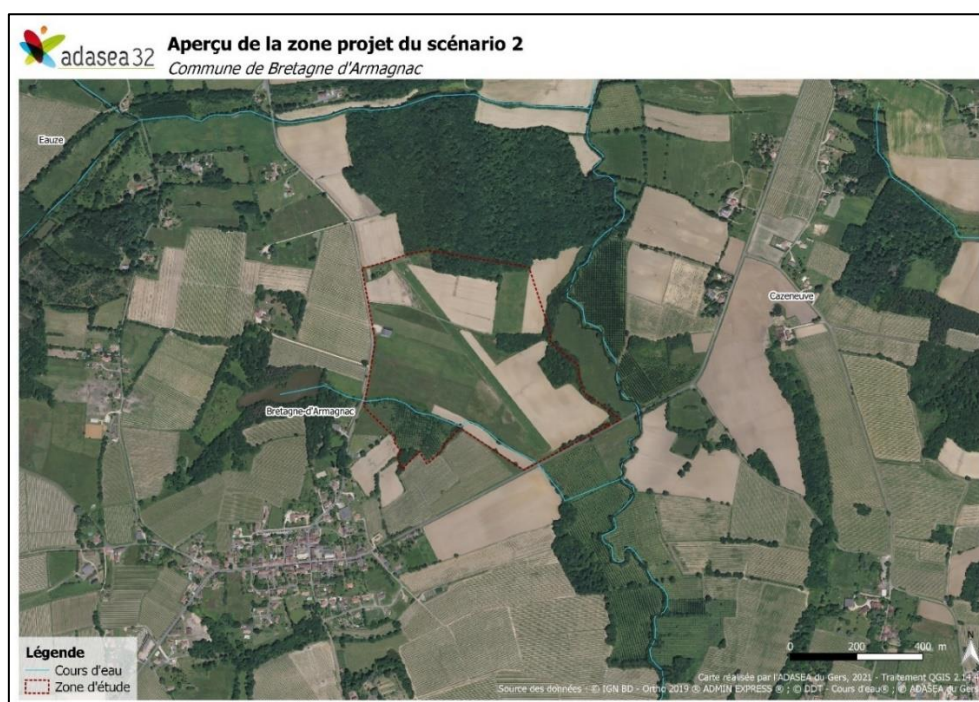 adasea32
Aperçu de la zone projet du scénario 2
Commune de Bretagne d'Armagnac
Eauze
Cazeneuve
Bretagne-d'Armagnac
Légende
Cours d'eau
Zone d'étude
0 200 400 m
Carte réalisée par l'ADASEA du Gers, 2021 - Traitement QGIS 2.14
Source des données : © IGN BD - Ortho 2019 ® ADMIN EXPRESS ® ; © DDT - Cours d'eau® ; © ADASEA du Gers